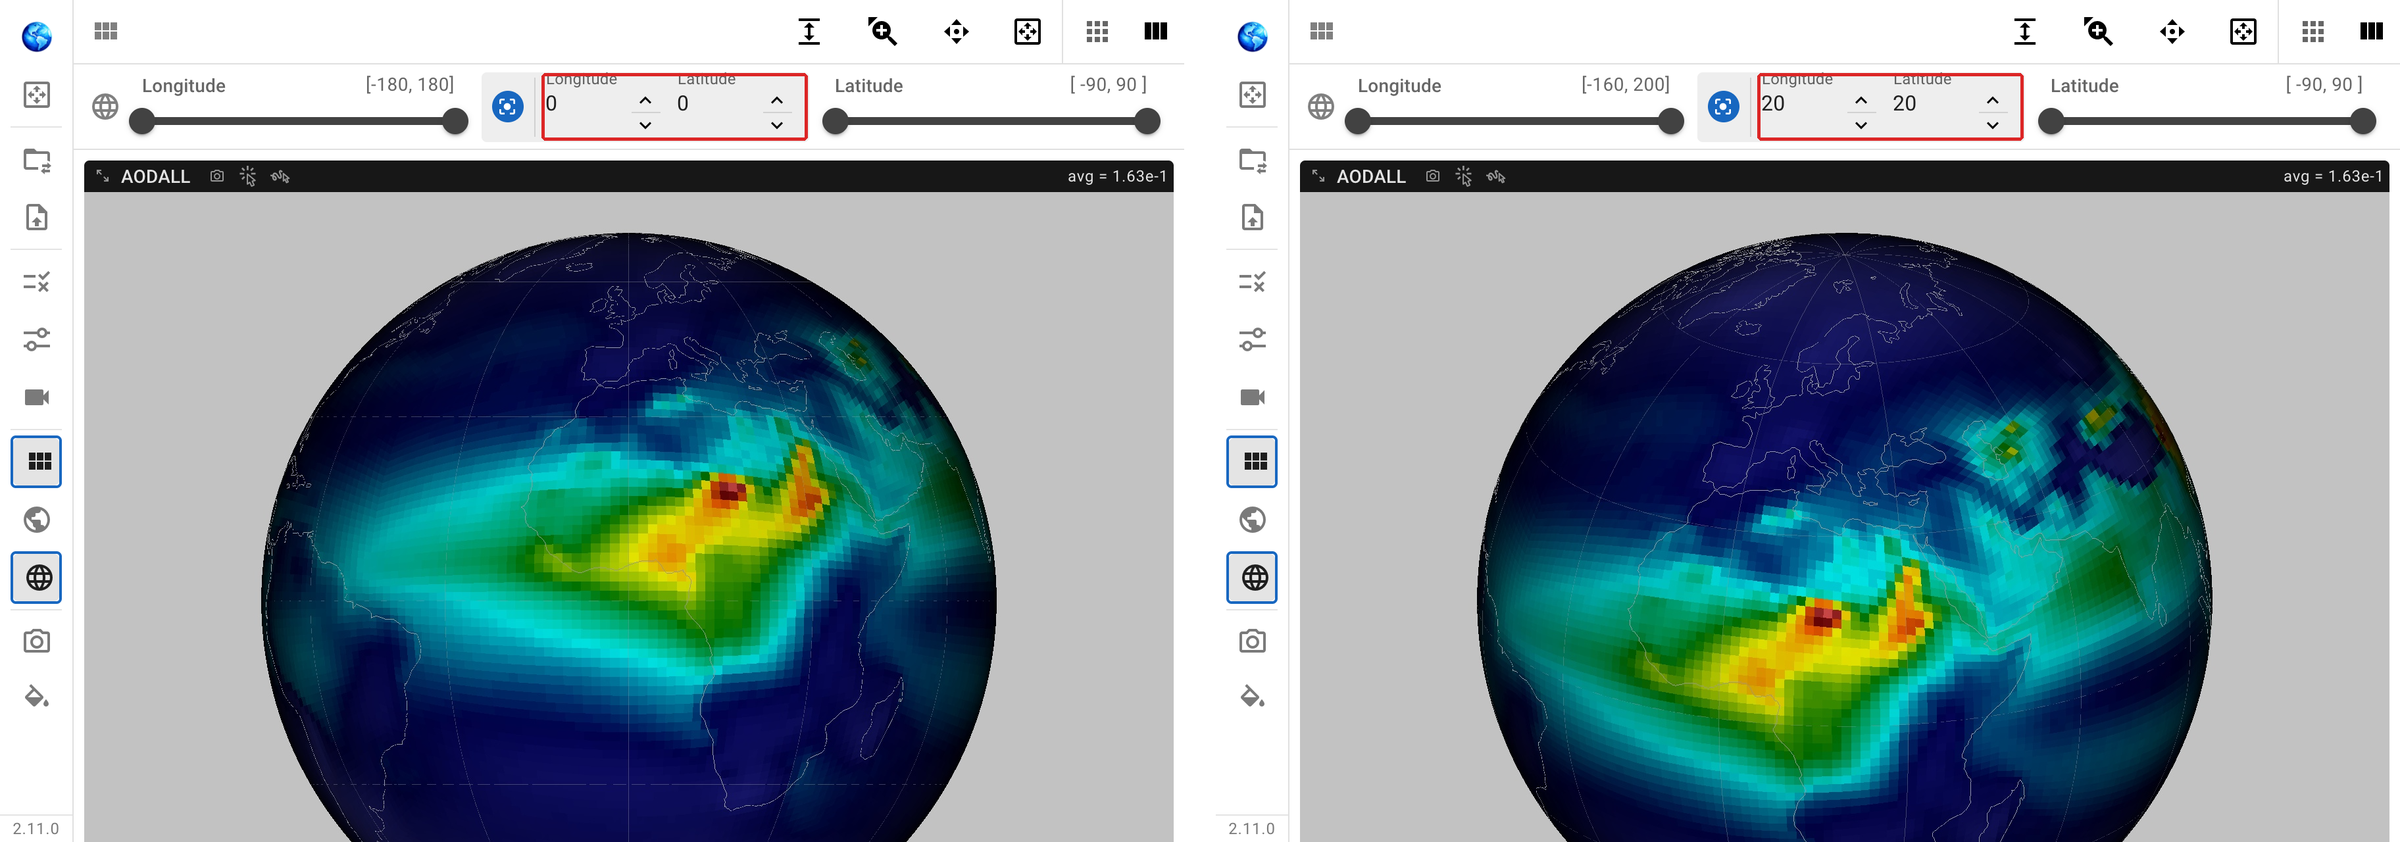 Longitude [-180, 180] Longitude Latitude Latitude [ -90, 90 ]
0 0
AODALL avg = 1.63e-1
2.11.0
Longitude [-160, 200] Longitude Latitude Latitude [ -90, 90 ]
20 20
AODALL avg = 1.63e-1
2.11.0